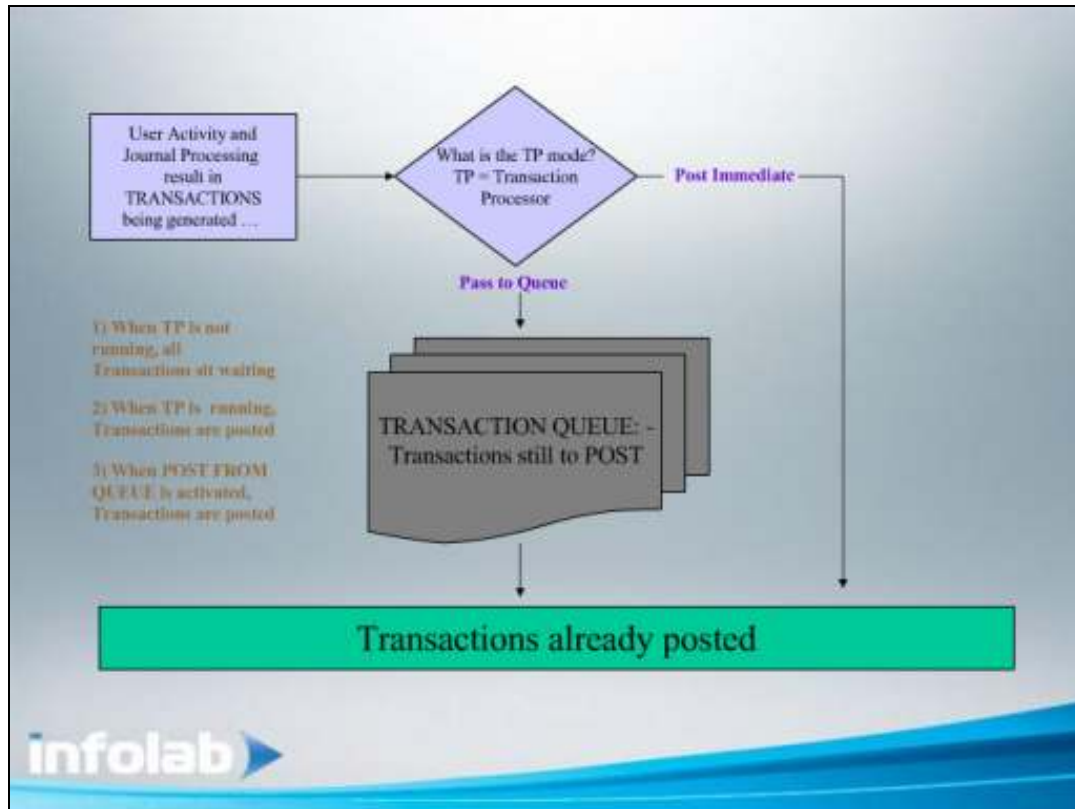 User Activity and
Journal Processing
result in
TRANSACTIONS
being generated …
What is the TP mode?
TP = Transaction
Processor
Post Immediate
Pass to Queue
1) When TP is not
running, all
Transactions sit waiting
2) When TP is running,
Transactions are posted
3) When POST FROM
QUEUE is activated,
Transactions are posted
TRANSACTION QUEUE: -
Transactions still to POST
Transactions already posted
infolab